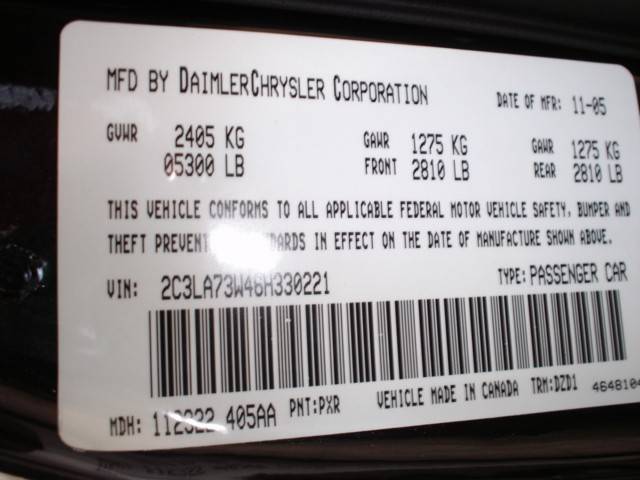 MFD BY DAIMLERCHRYSLER CORPORATION DATE OF MFR: 11-05
GVWR 2405 KG GAWR 1275 KG GAWR 1275 KG
05300 LB FRONT 2810 LB REAR 2810 LB
THIS VEHICLE CONFORMS TO ALL APPLICABLE FEDERAL MOTOR VEHICLE SAFETY, BUMPER AND
THEFT PREVENTION STANDARDS IN EFFECT ON THE DATE OF MANUFACTURE SHOWN ABOVE.
VIN: 2C3LA73W46H330221 TYPE: PASSENGER CAR
MDH: 405AA PNT: PXR VEHICLE MADE IN CANADA TRM: DZD1 4648104